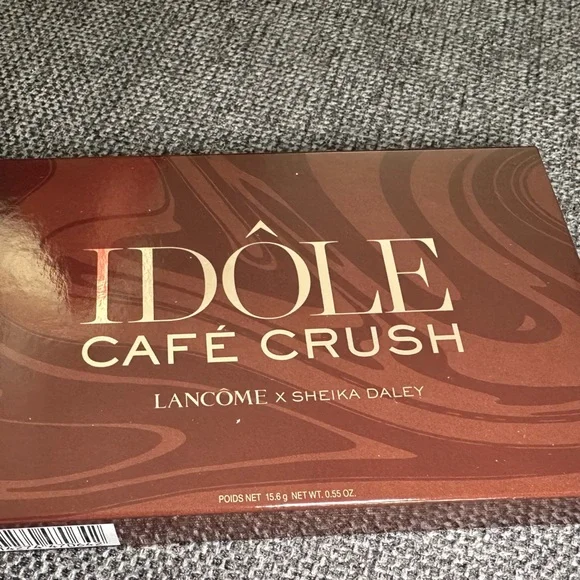 IDÔLE
CAFÉ CRUSH
LANCÔME X SHEIKA DALEY
POIDS NET 15.6 g NET WT. 0.55 OZ.